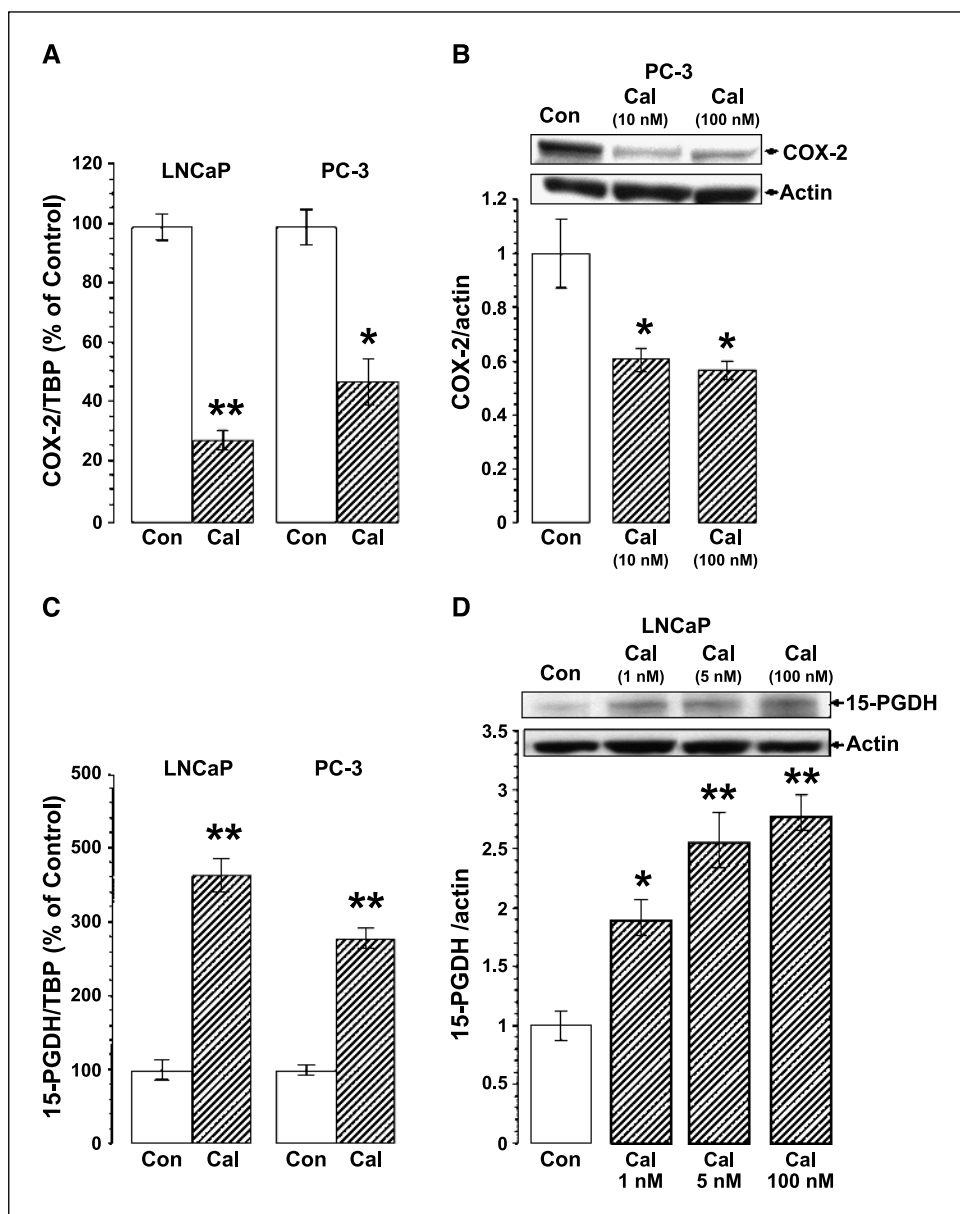 A
LNCaP PC-3
120
100
80
60
40
20
0
COX-2/TBP (% of Control)
**
*
Con Cal Con Cal
B
PC-3
Con Cal Cal
(10 nM) (100 nM)
COX-2
Actin
1.2
1
0.8
0.6
0.4
0.2
0
COX-2/actin
* *
Con Cal Cal
(10 nM) (100 nM)
C
LNCaP PC-3
500
500
300
200
100
0
15-PGDH/TBP (% of Control)
**
**
Con Cal Con Cal
D
LNCaP
Con Cal Cal Cal
(1 nM) (5 nM) (100 nM)
15-PGDH
Actin
3.5
3
2.5
2
1.5
1
0.5
0
15-PGDH /actin
* ** **
Con Cal Cal Cal
1 nM 5 nM 100 nM